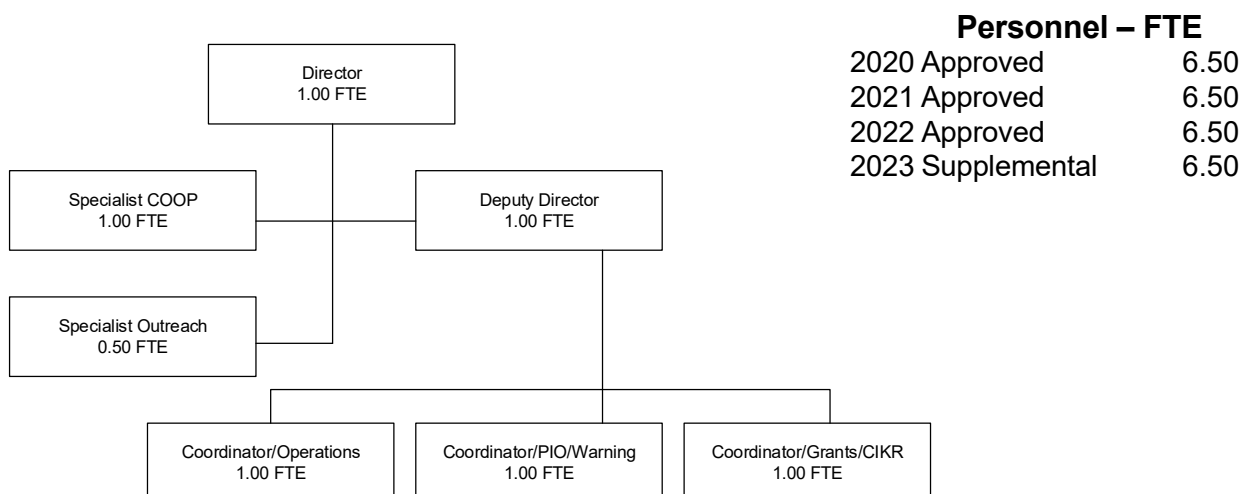 Personnel – FTE
2020 Approved 6.50
2021 Approved 6.50
2022 Approved 6.50
2023 Supplemental 6.50
Director
1.00 FTE
Specialist COOP
1.00 FTE
Deputy Director
1.00 FTE
Specialist Outreach
0.50 FTE
Coordinator/Operations
1.00 FTE
Coordinator/PIO/Warning
1.00 FTE
Coordinator/Grants/CIKR
1.00 FTE